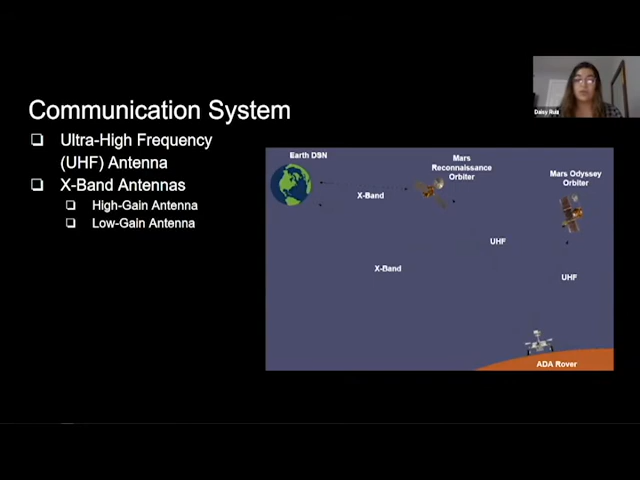 Daisy Ruiz
Communication System
Ultra-High Frequency
(UHF) Antenna
X-Band Antennas
High-Gain Antenna
Low-Gain Antenna
Earth DSN
Mars
Reconnaissance
Orbiter
Mars Odyssey
Orbiter
X-Band
UHF
X-Band
UHF
ADA Rover